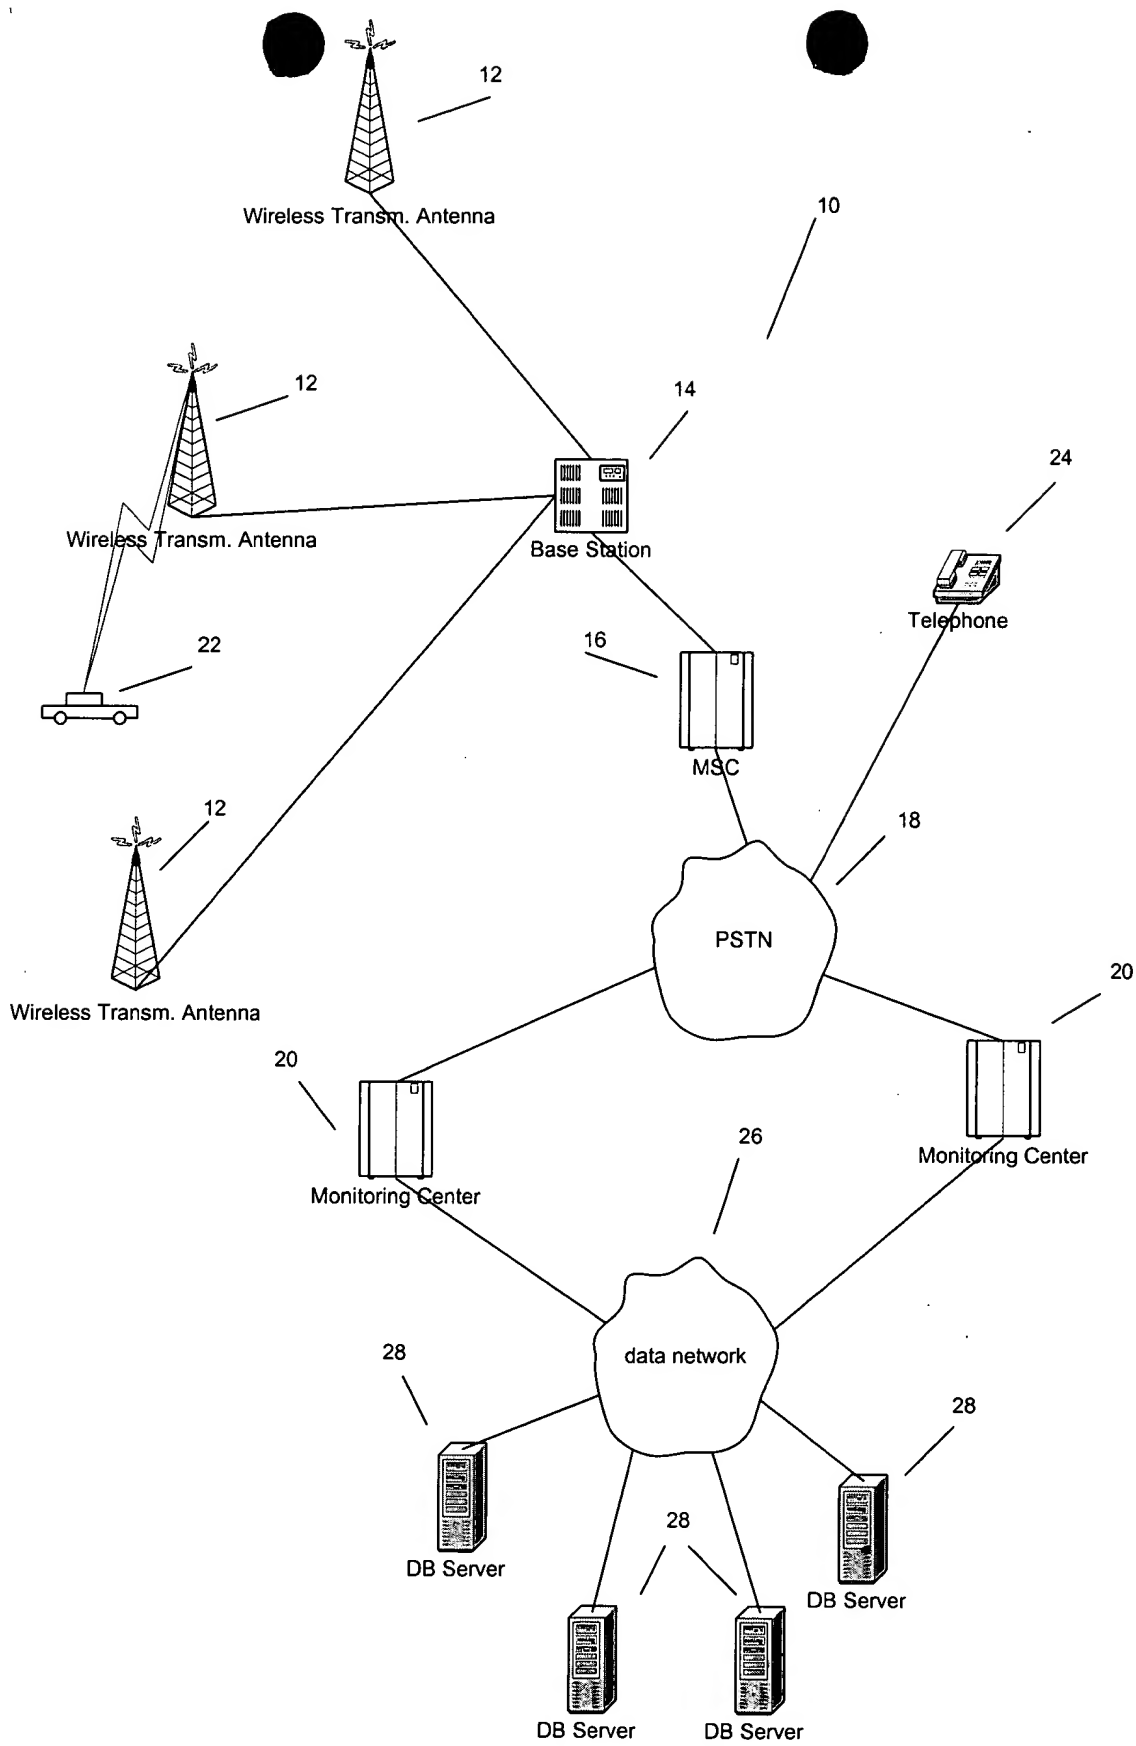 12
Wireless Transm. Antenna
10
12
14
24
Wireless Transm. Antenna
Base Station
Telephone
16
22
MSC
12
18
PSTN
20
Wireless Transm. Antenna
20
26
Monitoring Center
Monitoring Center
data network
28
28
28
DB Server
DB Server
DB Server
DB Server